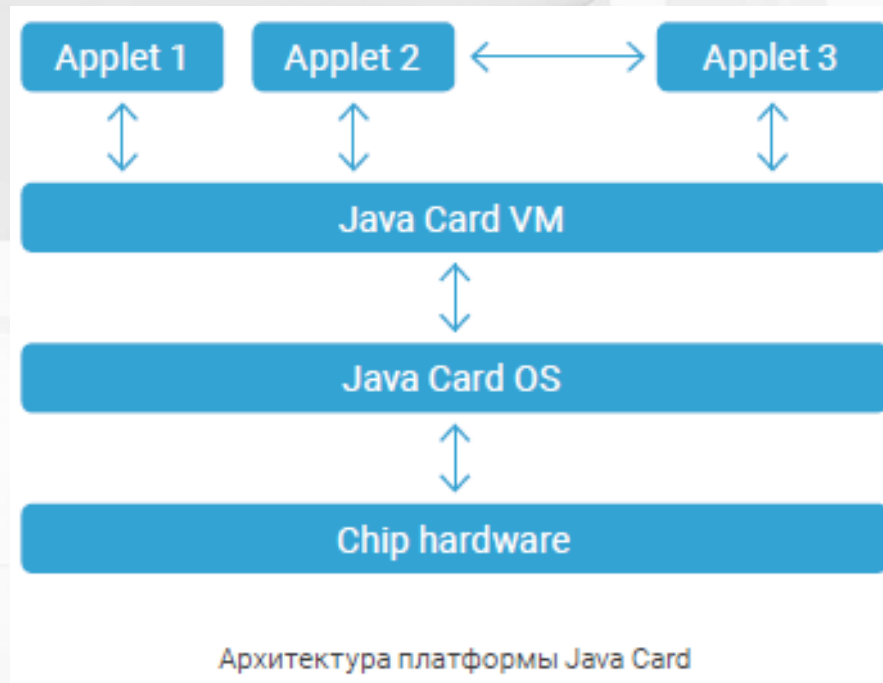 Applet 1 Applet 2 Applet 3
Java Card VM
Java Card OS
Chip hardware
Архитектура платформы Java Card